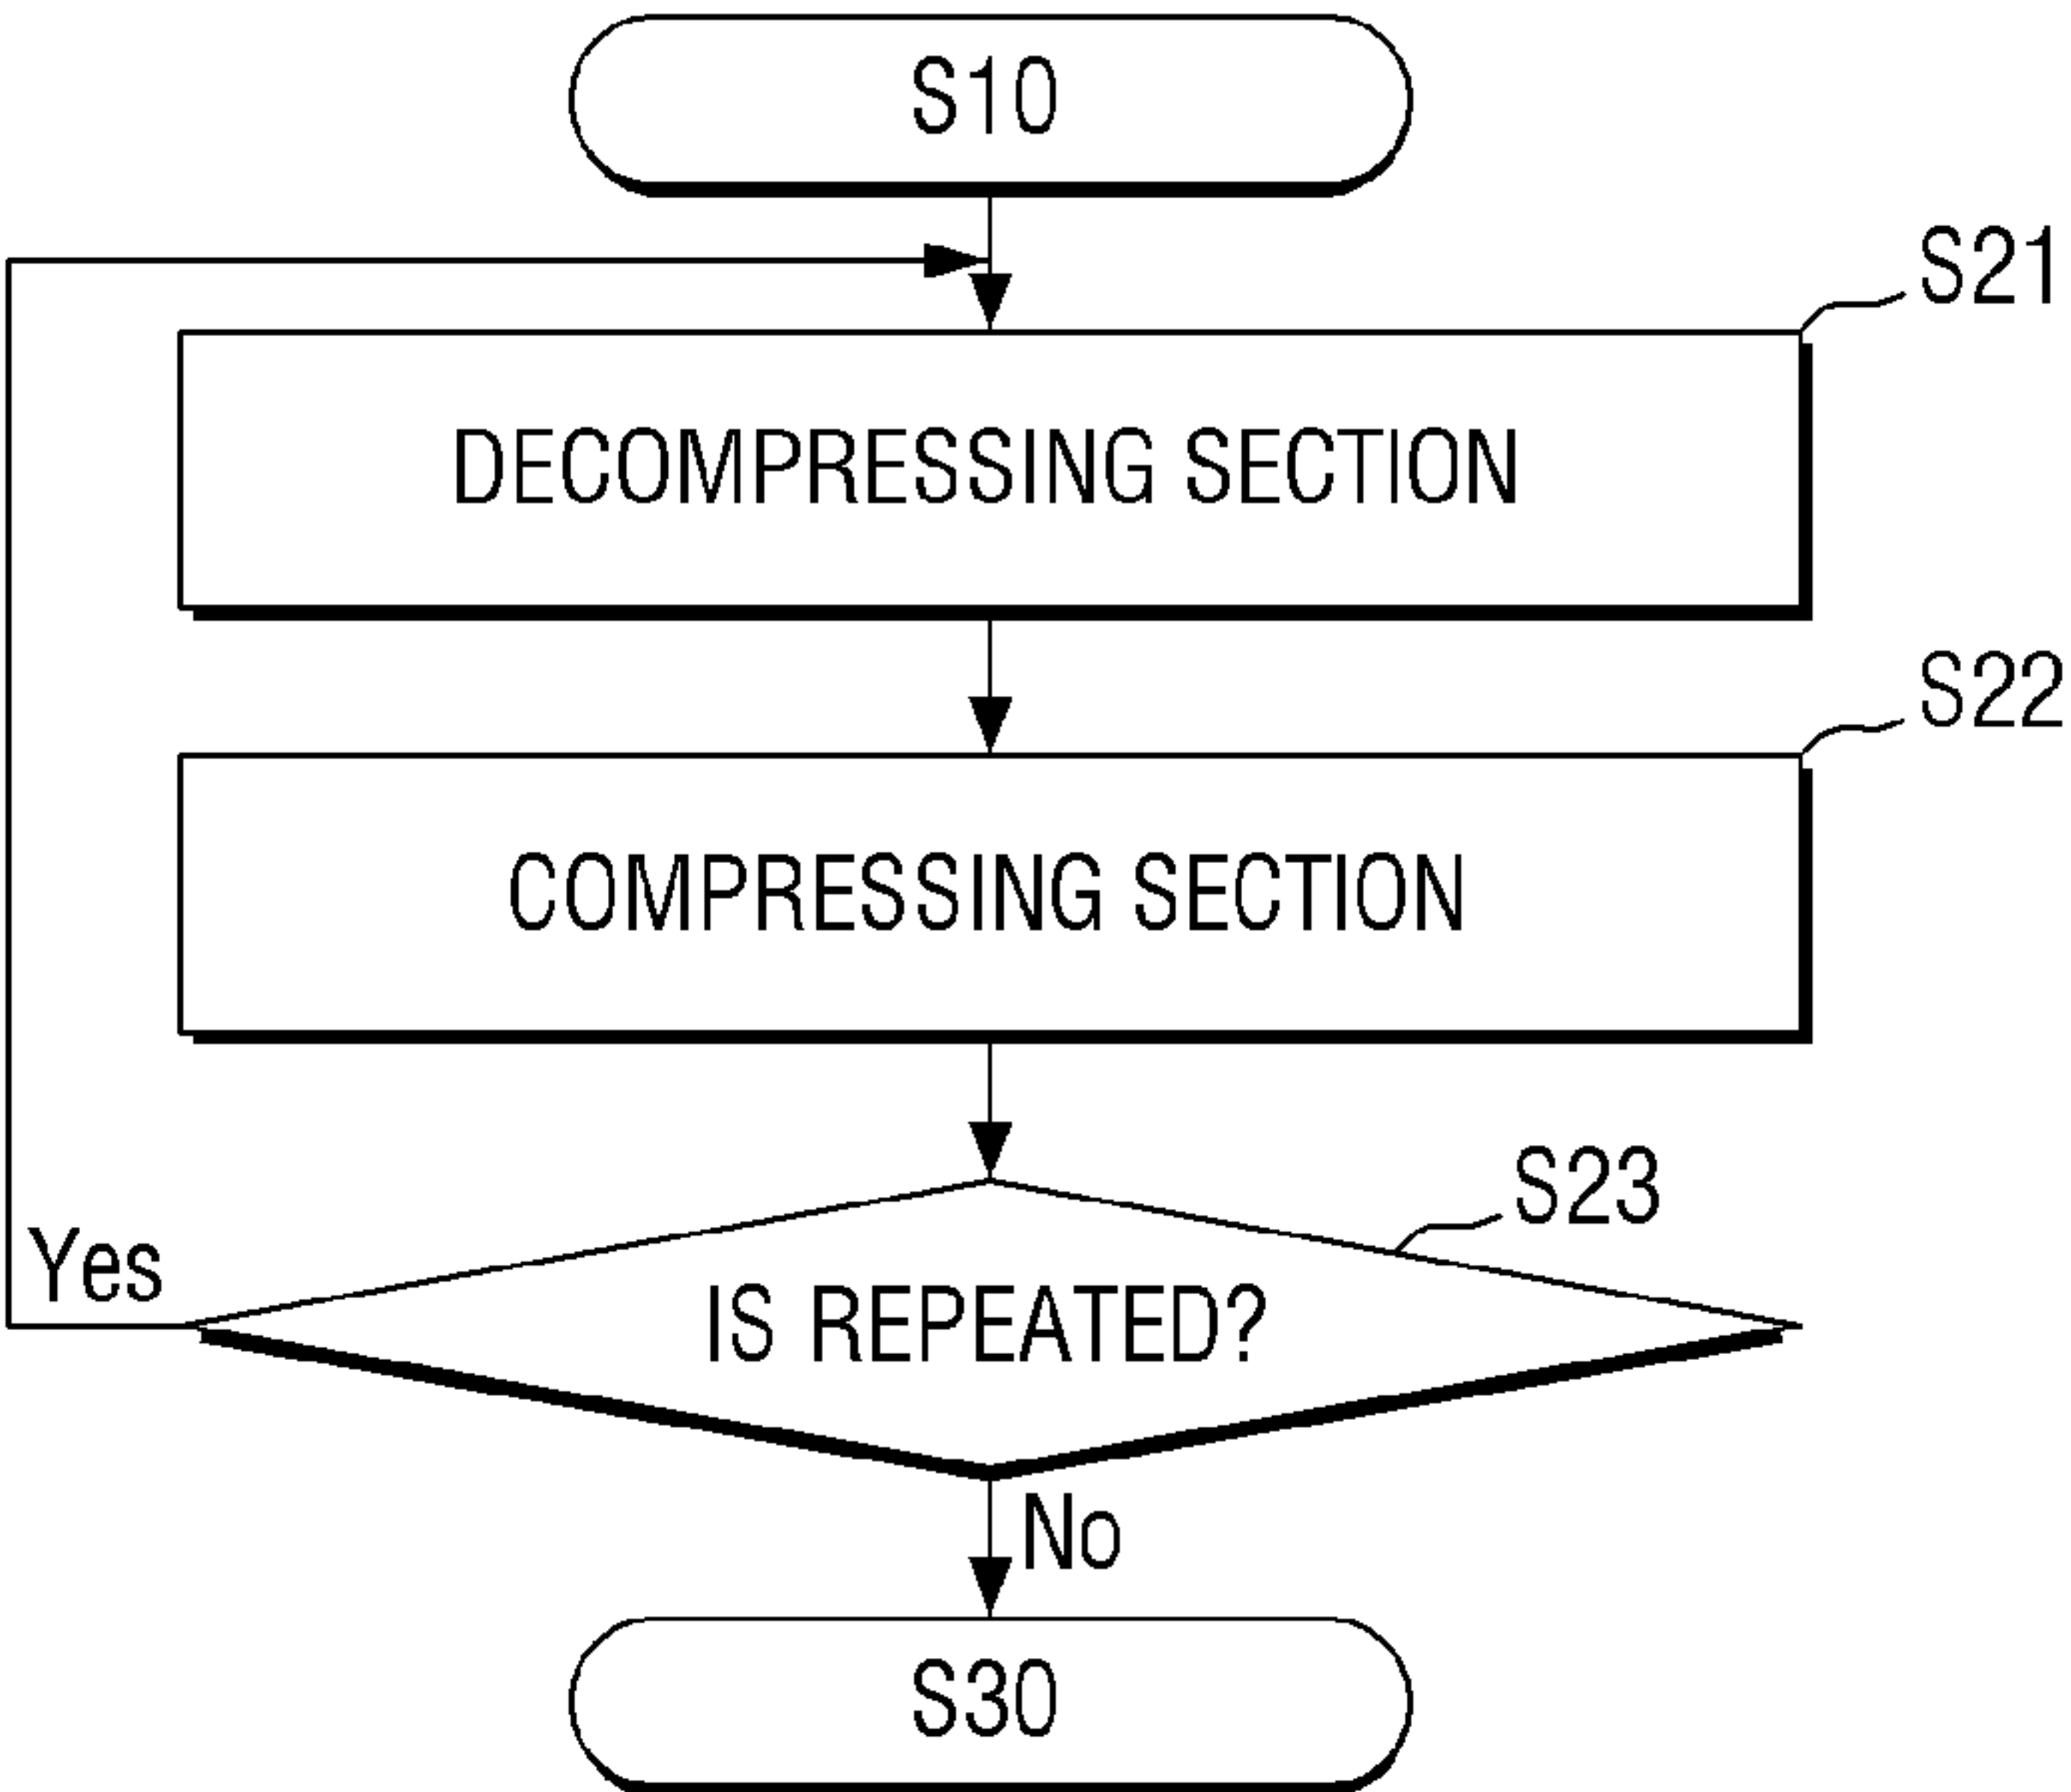 S10
S21
DECOMPRESSING SECTION
S22
COMPRESSING SECTION
S23
Yes
IS REPEATED?
No
S30